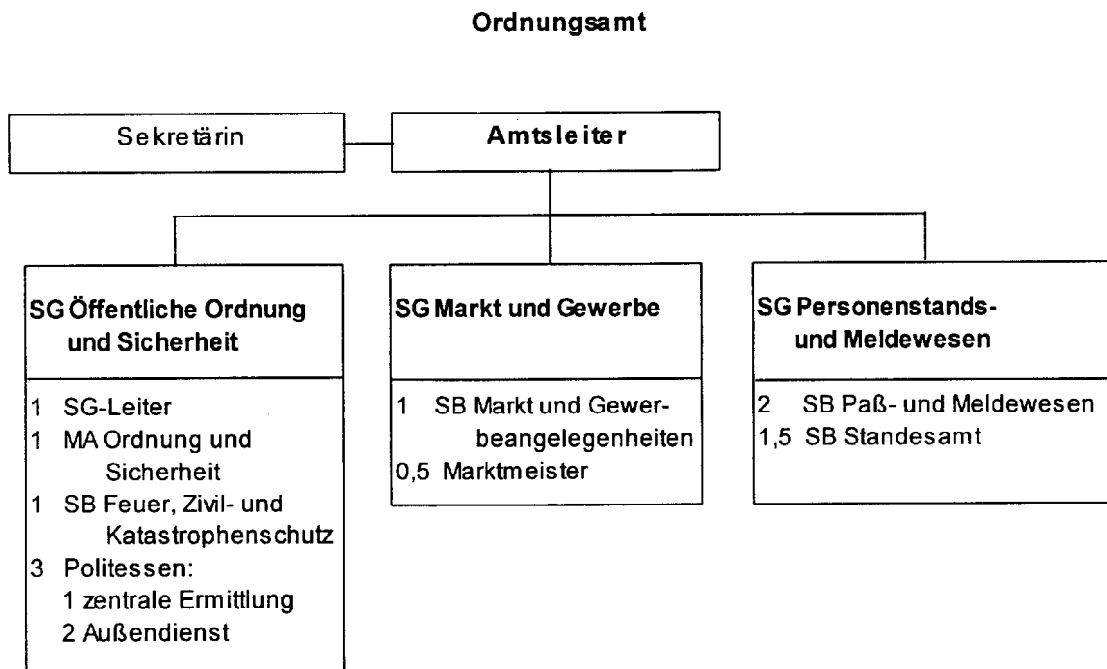 Ordnungsamt
Sekretärin
Amtsleiter
SG Öffentliche Ordnung
und Sicherheit
1 SG-Leiter
1 MA Ordnung und
Sicherheit
1 SB Feuer, Zivil- und
Katastrophenschutz
3 Politessen:
1 zentrale Ermittlung
2 Außendienst
SG Markt und Gewerbe
1 SB Markt und Gewer-
beangelegenheiten
0,5 Marktmeister
SG Personenstands-
und Meldewesen
2 SB Paß- und Meldewesen
1,5 SB Standesamt